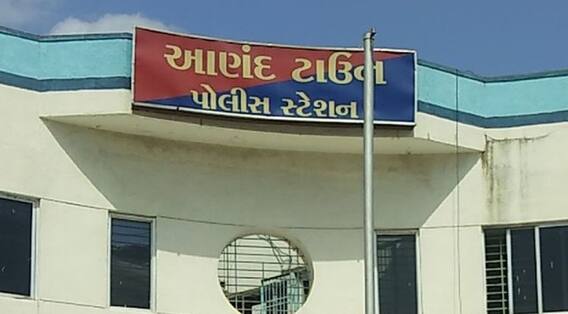 આણંદ ટાઉન
પોલીસ સ્ટેશન